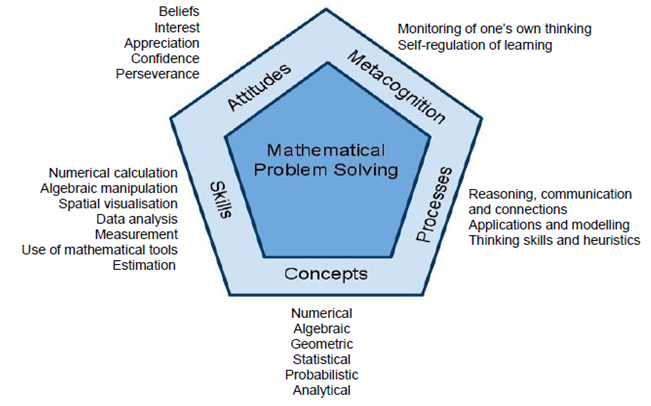 Beliefs
Interest
Appreciation
Confidence
Perseverance
Monitoring of one's own thinking
Self-regulation of learning
Attitudes
Metacognition
Mathematical
Problem Solving
Numerical calculation
Algebraic manipulation
Spatial visualisation
Data analysis
Measurement
Use of mathematical tools
Estimation
Skills
Processes
Reasoning, communication
and connections
Applications and modelling
Thinking skills and heuristics
Concepts
Numerical
Algebraic
Geometric
Statistical
Probabilistic
Analytical